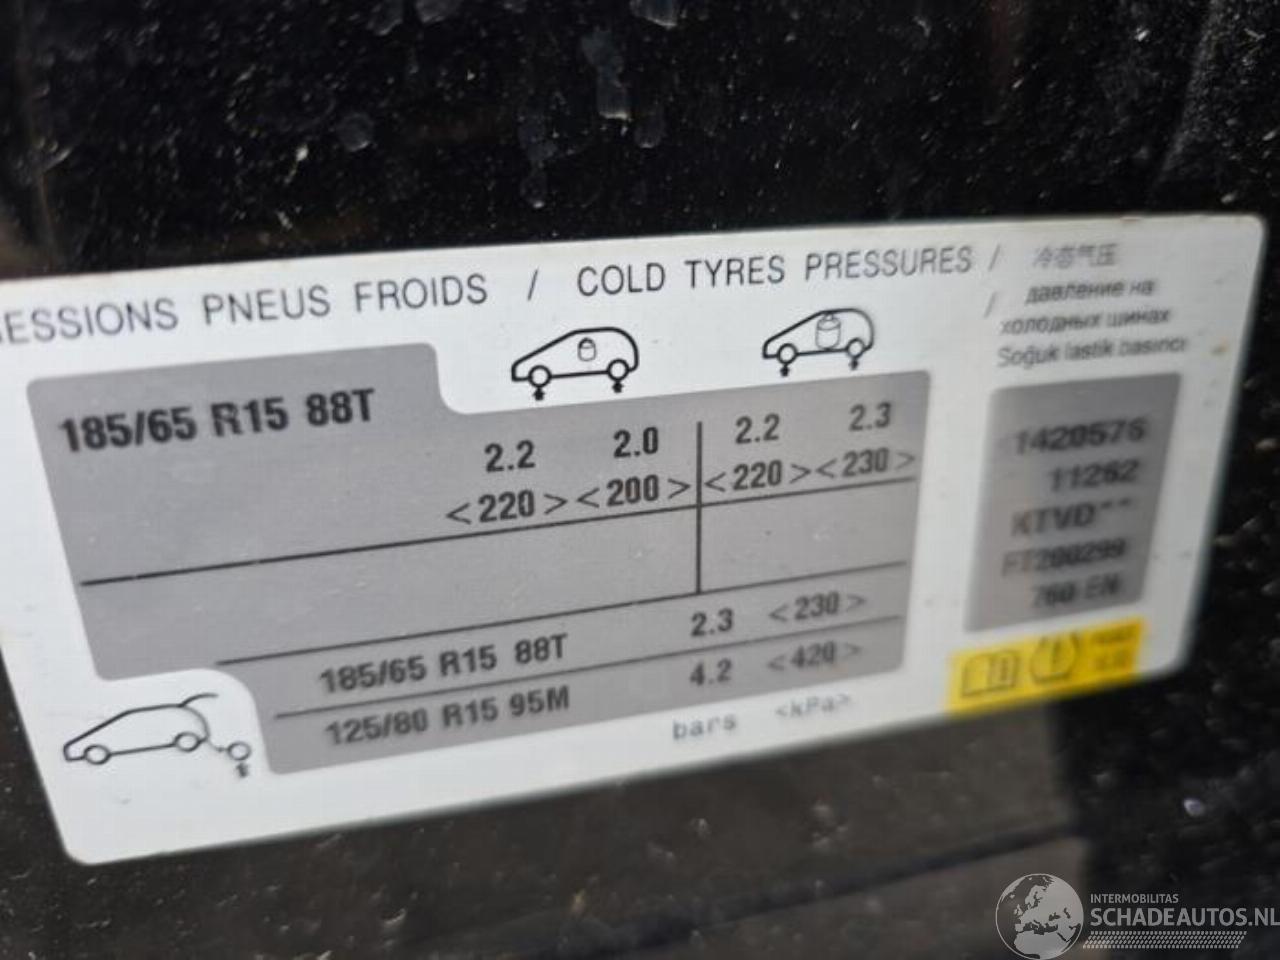 ESSIONS PNEUS FROIDS / COLD TYRES PRESSURES / 冷态气压
/ давление на
холодных шинах
Soğuk lastik basıncı
185/65 R15 88T
2.2 2.0 2.2 2.3
<220> <200> <220> <230>
185/65 R15 88T 2.3 <230>
125/80 R15 95M 4.2 <420>
bars <kPa>
1420576
11262
KTVD**
FT200299
760 EN
INTERMOBILITAS
SCHADEAUTOS.NL